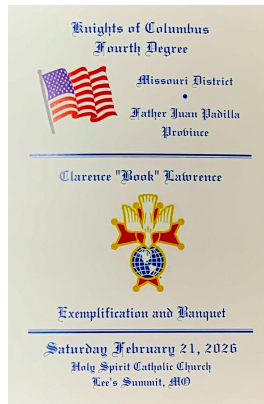 Knights of Columbus
Fourth Degree
Missouri District
•
Father Juan Padilla
Province
Clarence "Book" Lawrence
Exemplification and Banquet
Saturday February 21, 2026
Holy Spirit Catholic Church
Lee's Summit, MO